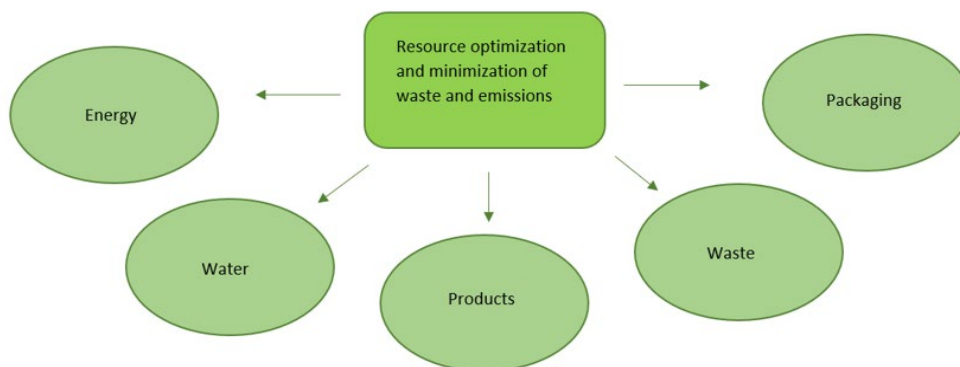 Resource optimization
and minimization of
waste and emissions
Energy
Packaging
Water
Products
Waste